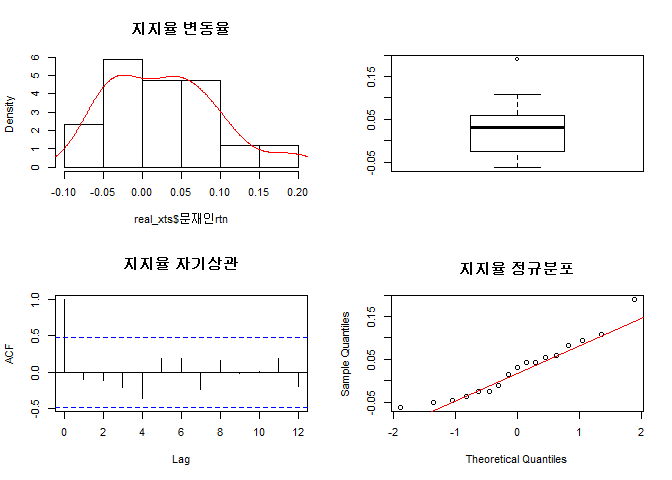 지지율 변동율
Density
0 1 2 3 4 5 6
-0.10 -0.05 0.00 0.05 0.10 0.15 0.20
real_xts$문재인rtn
-0.05 0.05 0.15
지지율 자기상관
ACF
-0.5 0.0 0.5 1.0
0 2 4 6 8 10 12
Lag
지지율 정규분포
Sample Quantiles
-0.05 0.05 0.15
-2 -1 0 1 2
Theoretical Quantiles